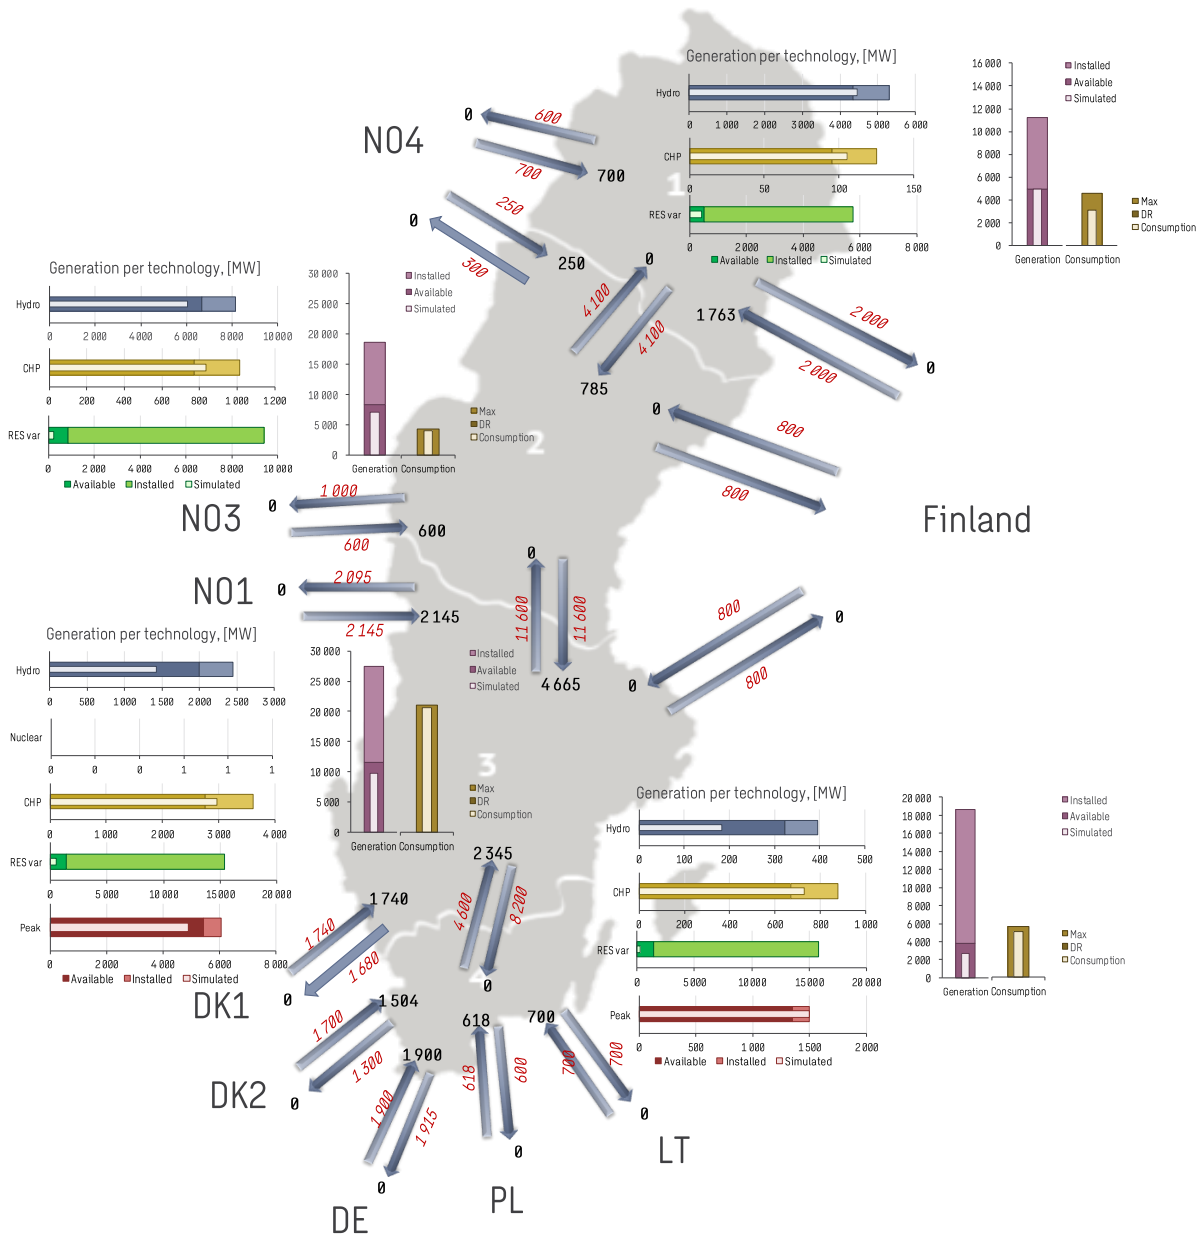 Generation per technology, [MW]
Hydro
0 1 000 2 000 3 000 4 000 5 000 6 000
CHP
0 50 100 150
RES var
0 2 000 4 000 6 000 8 000
Available Installed Simulated
16 000
14 000
12 000
10 000
8 000
6 000
4 000
2 000
0
Installed
Available
Simulated
Max
DR
Consumption
Generation Consumption
NO4
0
600
700
700
1
250
0
300
250
0
4 100
4 100
785
1 763
2 000
2 000
0
0
800
800
Finland
Generation per technology, [MW]
Hydro
0 2 000 4 000 6 000 8 000 10 000
CHP
0 200 400 600 800 1 000 1 200
RES var
0 2 000 4 000 6 000 8 000 10 000
Available Installed Simulated
30 000
25 000
20 000
15 000
10 000
5 000
0
Installed
Available
Simulated
Max
DR
Consumption
Generation Consumption
2
NO3
0
1 000
600
600
NO1
0
2 095
2 145
2 145
0
11 600
11 600
4 665
800
0
0
800
Generation per technology, [MW]
Hydro
0 500 1 000 1 500 2 000 2 500 3 000
Nuclear
0 0 0 1 1 1
CHP
0 1 000 2 000 3 000 4 000
RES var
0 5 000 10 000 15 000 20 000
Peak
0 2 000 4 000 6 000 8 000
Available Installed Simulated
30 000
25 000
20 000
15 000
10 000
5 000
0
Installed
Available
Simulated
Max
DR
Consumption
Generation Consumption
3
2 345
4 600
8 200
0
4
Generation per technology, [MW]
Hydro
0 100 200 300 400 500
CHP
0 200 400 600 800 1 000
RES var
0 5 000 10 000 15 000 20 000
Peak
0 500 1 000 1 500 2 000
Available Installed Simulated
20 000
18 000
16 000
14 000
12 000
10 000
8 000
6 000
4 000
2 000
0
Installed
Available
Simulated
Max
DR
Consumption
Generation Consumption
1 740
1 740
1 680
0
DK1
1 504
1 700
1 300
0
DK2
1 900
1 900
1 915
0
DE
618
618
600
0
PL
700
700
700
0
LT